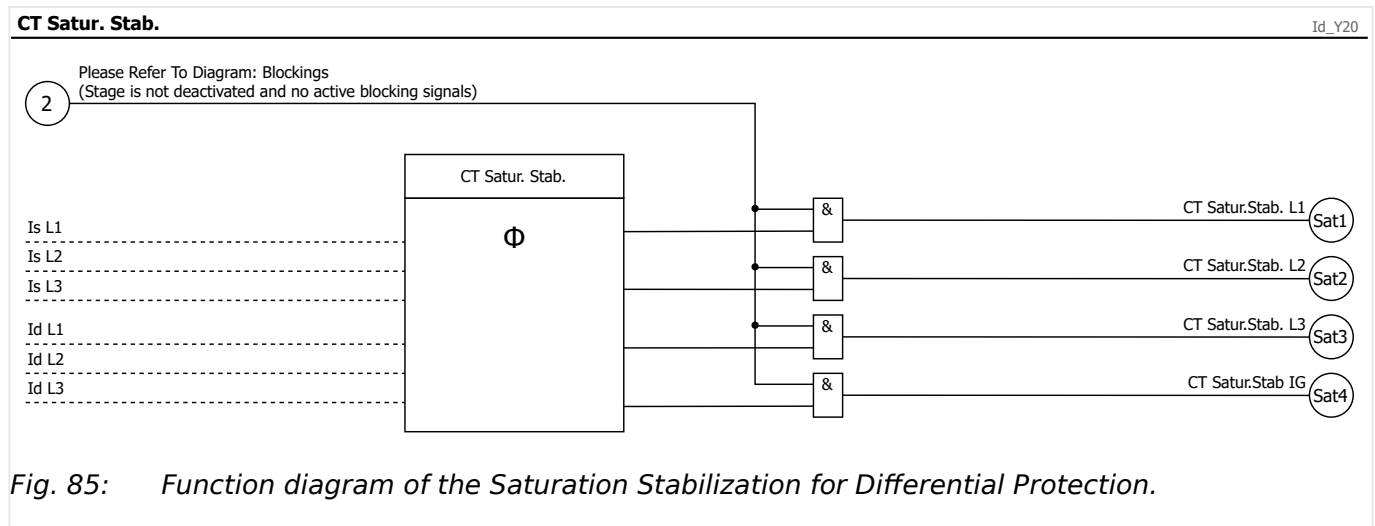 CT Satur. Stab.
Id_Y20
Please Refer To Diagram: Blockings
(Stage is not deactivated and no active blocking signals)
2
CT Satur. Stab.
Φ
Is L1
Is L2
Is L3
Id L1
Id L2
Id L3
&
CT Satur.Stab. L1
Sat1
&
CT Satur.Stab. L2
Sat2
&
CT Satur.Stab. L3
Sat3
&
CT Satur.Stab IG
Sat4
Fig. 85: Function diagram of the Saturation Stabilization for Differential Protection.